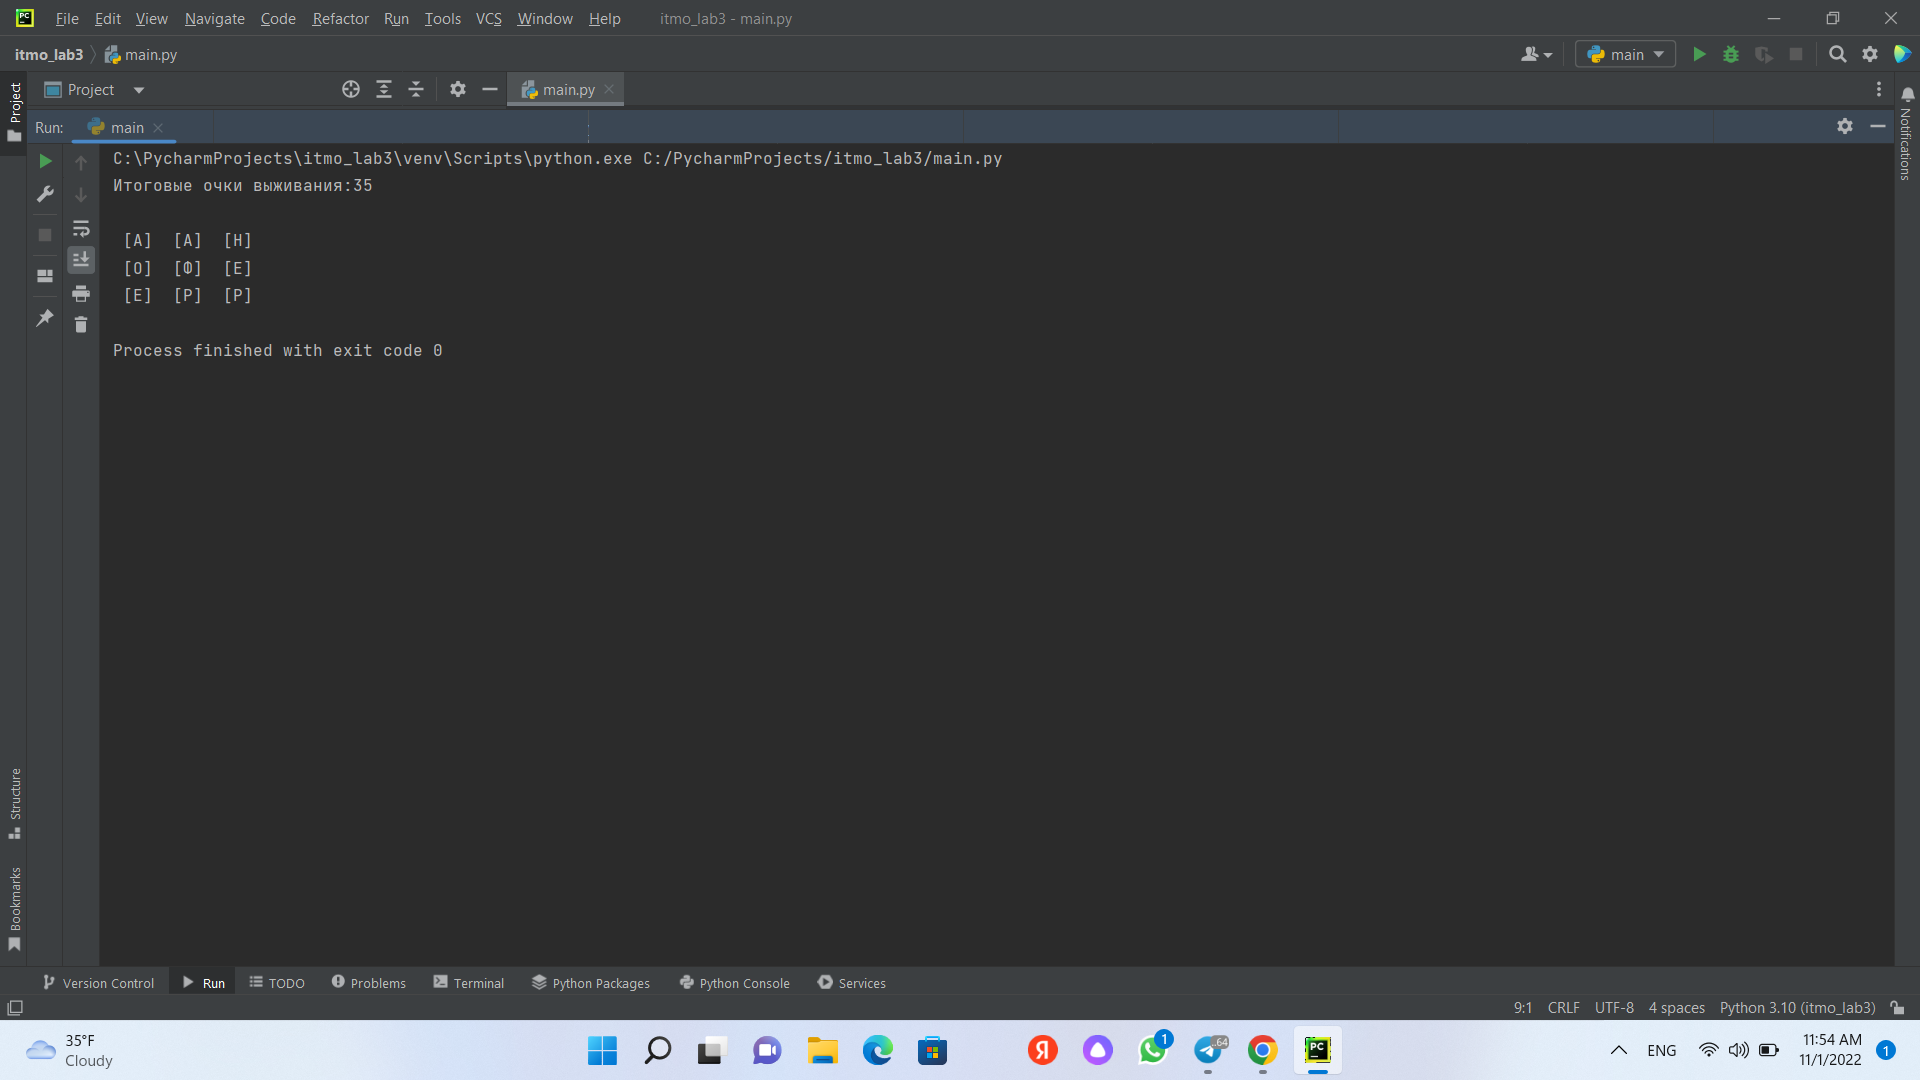 File Edit View Navigate Code Refactor Run Tools VCS Window Help itmo_lab3 - main.py
itmo_lab3 main.py main
Project main.py
Run: main
C:\PycharmProjects\itmo_lab3\venv\Scripts\python.exe C:/PycharmProjects/itmo_lab3/main.py
Итоговые очки выживания:35
[А] [А] [Н]
[О] [Ф] [Е]
[Е] [Р] [Р]
Process finished with exit code 0
Project
Structure
Bookmarks
Notifications
Version Control Run TODO Problems Terminal Python Packages Python Console Services
9:1 CRLF UTF-8 4 spaces Python 3.10 (itmo_lab3)
35°F
Cloudy
Я
1
..64
PC
ENG
11:54 AM
11/1/2022
1